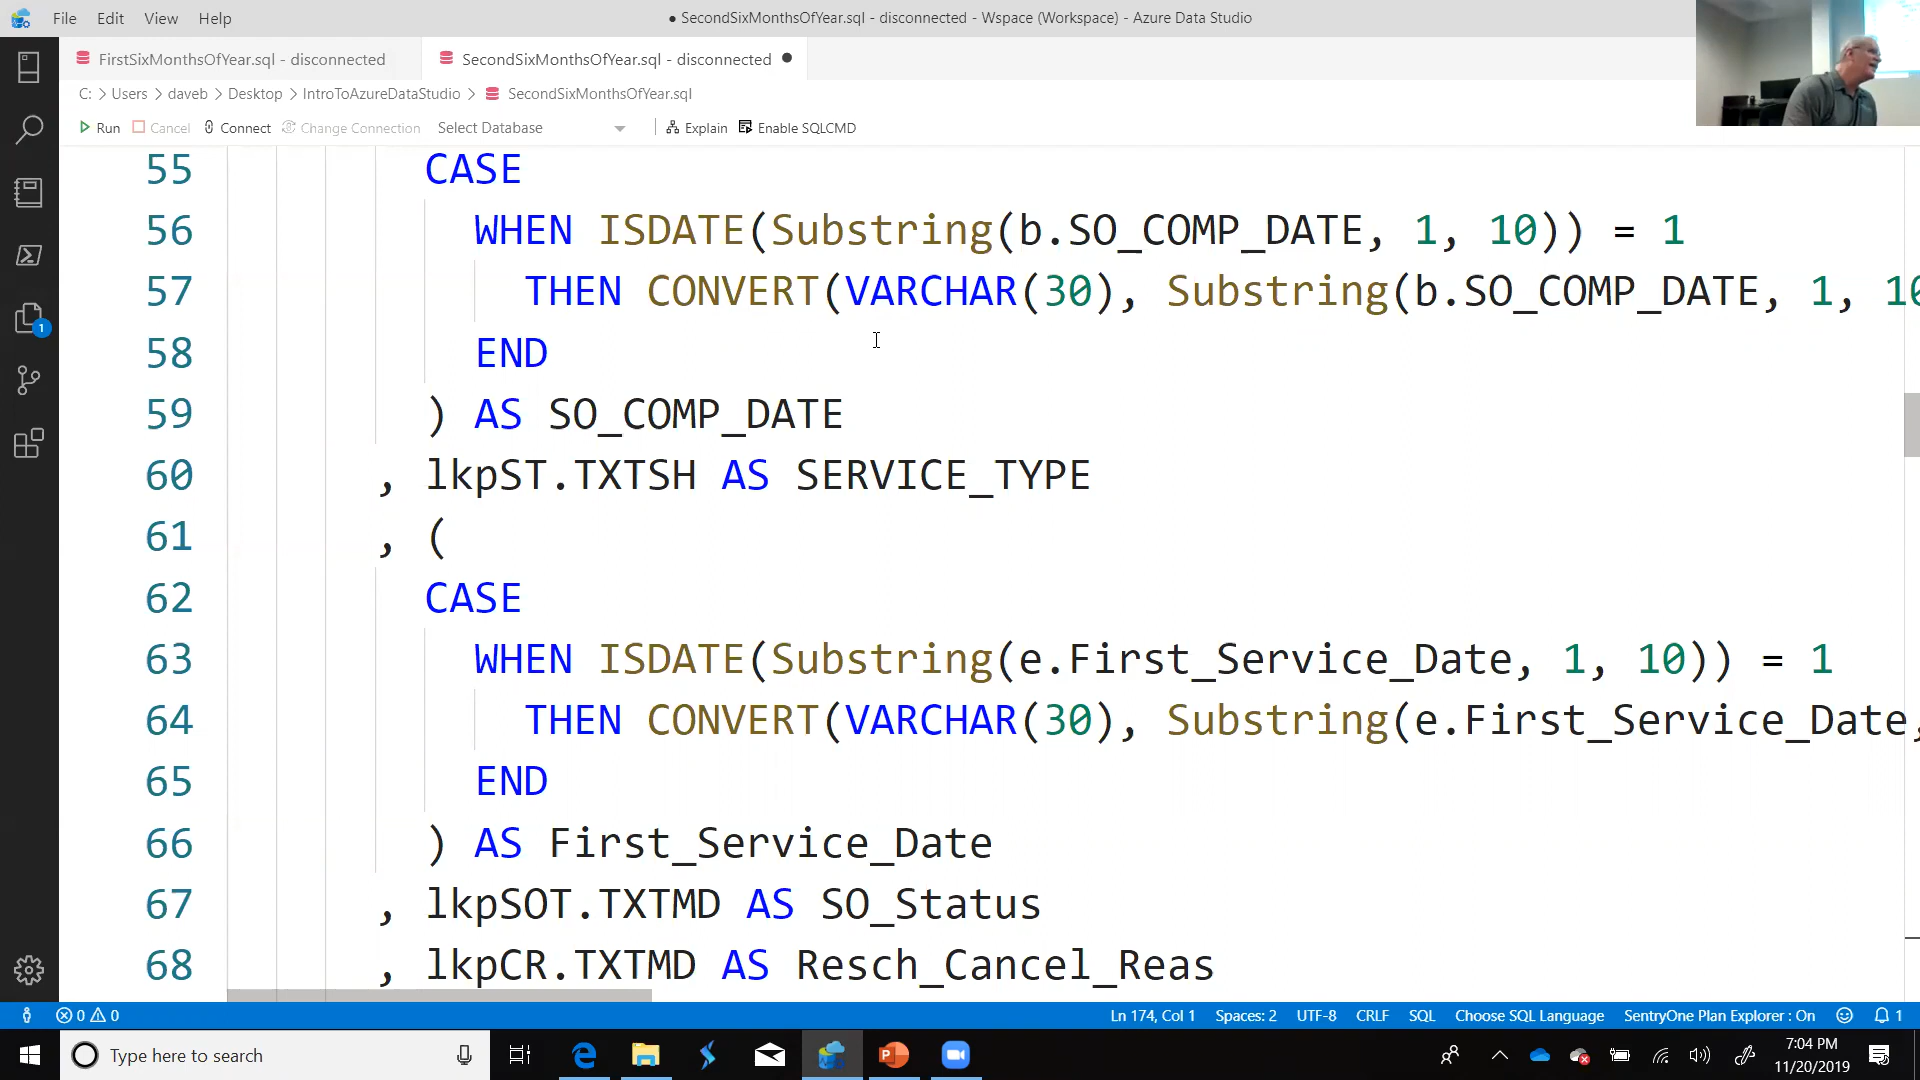 File Edit View Help
● SecondSixMonthsOfYear.sql - disconnected - Wspace (Workspace) - Azure Data Studio
FirstSixMonthsOfYear.sql - disconnected
SecondSixMonthsOfYear.sql - disconnected ●
C: > Users > daveb > Desktop > IntroToAzureDataStudio > SecondSixMonthsOfYear.sql
Run Cancel Connect Change Connection Select Database Explain Enable SQLCMD
55 CASE
56 WHEN ISDATE(Substring(b.SO_COMP_DATE, 1, 10)) = 1
57 THEN CONVERT(VARCHAR(30), Substring(b.SO_COMP_DATE, 1, 10
58 END
59 ) AS SO_COMP_DATE
60 , lkpST.TXTSH AS SERVICE_TYPE
61 , (
62 CASE
63 WHEN ISDATE(Substring(e.First_Service_Date, 1, 10)) = 1
64 THEN CONVERT(VARCHAR(30), Substring(e.First_Service_Date,
65 END
66 ) AS First_Service_Date
67 , lkpSOT.TXTMD AS SO_Status
68 , lkpCR.TXTMD AS Resch_Cancel_Reas
1
0 0 Ln 174, Col 1 Spaces: 2 UTF-8 CRLF SQL Choose SQL Language SentryOne Plan Explorer : On 1
Type here to search
7:04 PM
11/20/2019